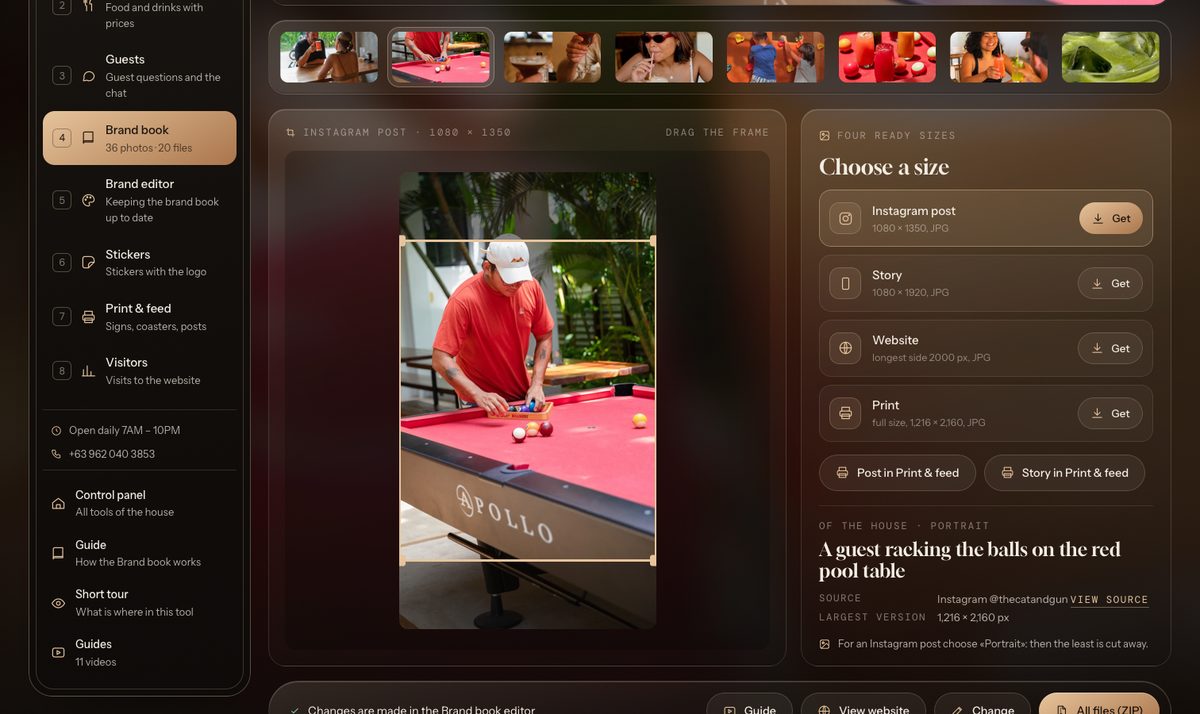 2
Food and drinks with
prices
3
Guests
Guest questions and the
chat
4
Brand book
36 photos · 20 files
5
Brand editor
Keeping the brand book
up to date
6
Stickers
Stickers with the logo
7
Print & feed
Signs, coasters, posts
8
Visitors
Visits to the website
Open daily 7AM – 10PM
+63 962 040 3853
Control panel
All tools of the house
Guide
How the Brand book works
Short tour
What is where in this tool
Guides
11 videos
INSTAGRAM POST · 1080 × 1350
DRAG THE FRAME
APOLLO
FOUR READY SIZES
Choose a size
Instagram post
1080 × 1350, JPG
Get
Story
1080 × 1920, JPG
Get
Website
longest side 2000 px, JPG
Get
Print
full size, 1,216 × 2,160, JPG
Get
Post in Print & feed
Story in Print & feed
OF THE HOUSE · PORTRAIT
A guest racking the balls on the red
pool table
SOURCE
Instagram @thecatandgun VIEW SOURCE
LARGEST VERSION
1,216 × 2,160 px
For an Instagram post choose «Portrait»: then the least is cut away.
Changes are made in the Brand book editor
Guide
View website
Change
All files (ZIP)